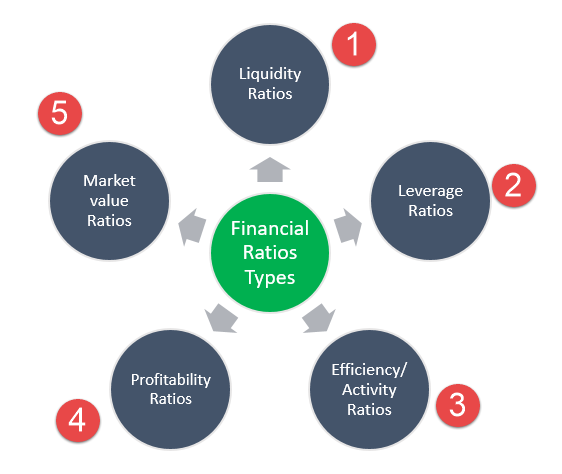 1
Liquidity
Ratios
2
Leverage
Ratios
3
Efficiency/
Activity
Ratios
4
Profitability
Ratios
5
Market
value
Ratios
Financial
Ratios
Types